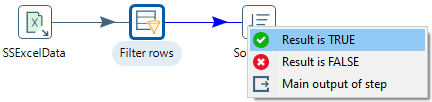 SSExcelData
Filter rows
So
Result is TRUE
Result is FALSE
Main output of step